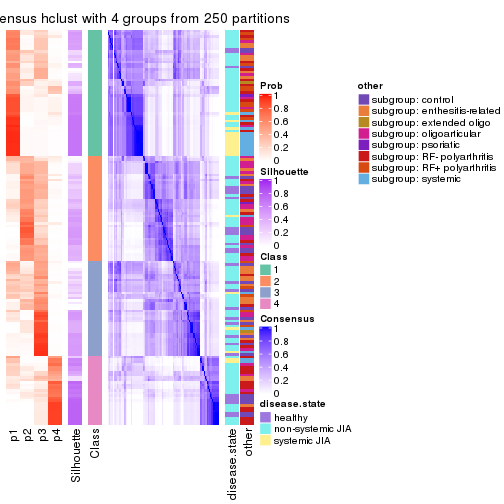 ensus hclust with 4 groups from 250 partitions
Prob
1
0.8
0.6
0.4
0.2
0
Silhouette
1
0.8
0.6
0.4
0.2
0
Class
1
2
3
4
Consensus
1
0.8
0.6
0.4
0.2
0
disease.state
healthy
non-systemic JIA
systemic JIA
other
subgroup: control
subgroup: enthesitis-related
subgroup: extended oligo
subgroup: oligoarticular
subgroup: psoriatic
subgroup: RF- polyarthritis
subgroup: RF+ polyarthritis
subgroup: systemic
p1
p2
p3
p4
Silhouette
Class
disease.state
other